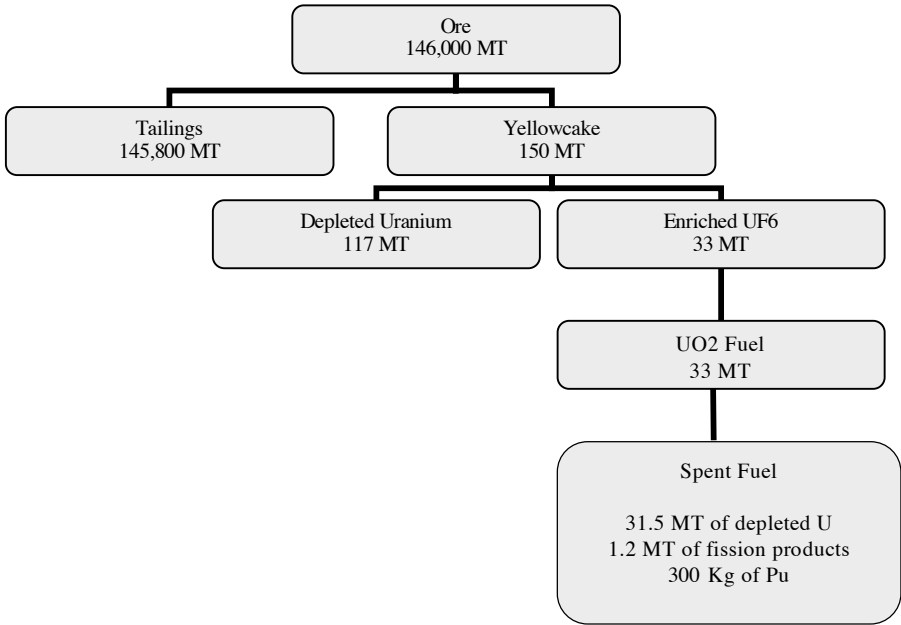 Ore
146,000 MT
Tailings
145,800 MT
Yellowcake
150 MT
Depleted Uranium
117 MT
Enriched UF6
33 MT
UO2 Fuel
33 MT
Spent Fuel
31.5 MT of depleted U
1.2 MT of fission products
300 Kg of Pu